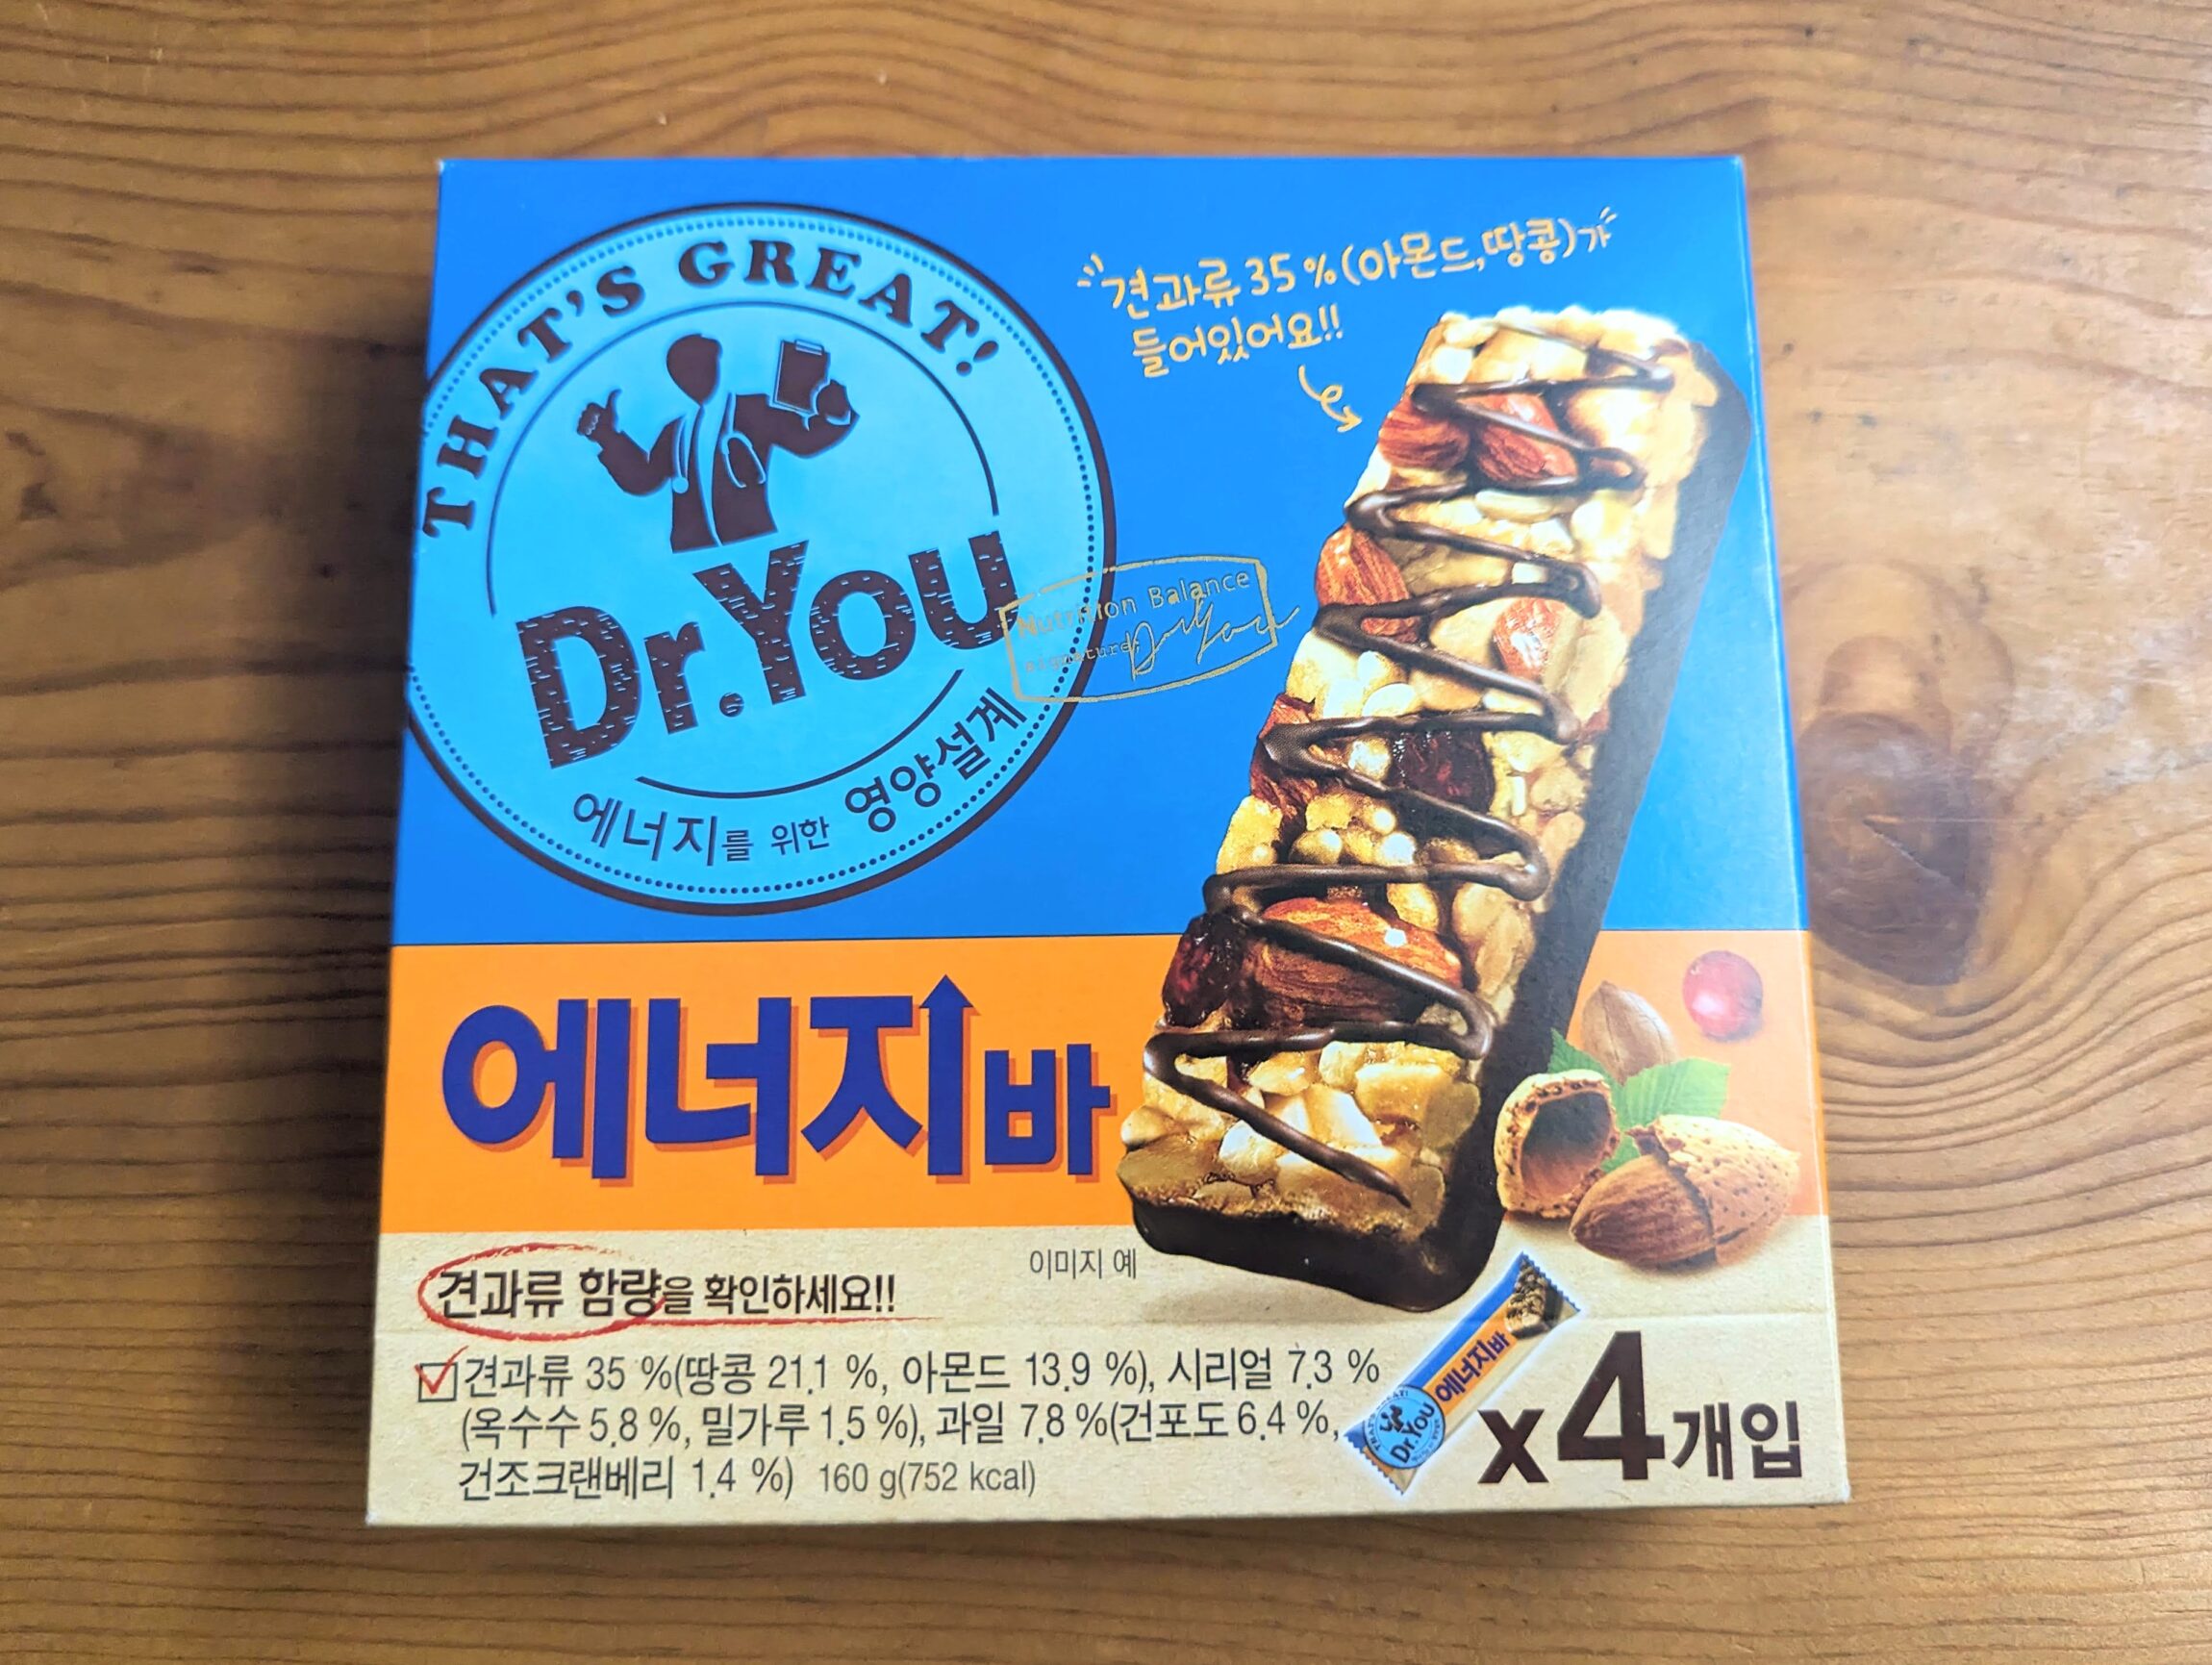 THAT'S GREAT!
Dr.You
에너지를 위한 영양설계
견과류 35%(아몬드,땅콩)가
들어있어요!!
Nutrition Balance
signature Dr.You
에너지바
이미지 예
견과류 함량을 확인하세요!!
견과류 35 %(땅콩 21.1 %, 아몬드 13.9 %), 시리얼 7.3 %
(옥수수 5.8 %, 밀가루 1.5 %), 과일 7.8 %(건포도 6.4 %,
건조크랜베리 1.4 %) 160 g(752 kcal)
Dr.You 에너지바
x4개입